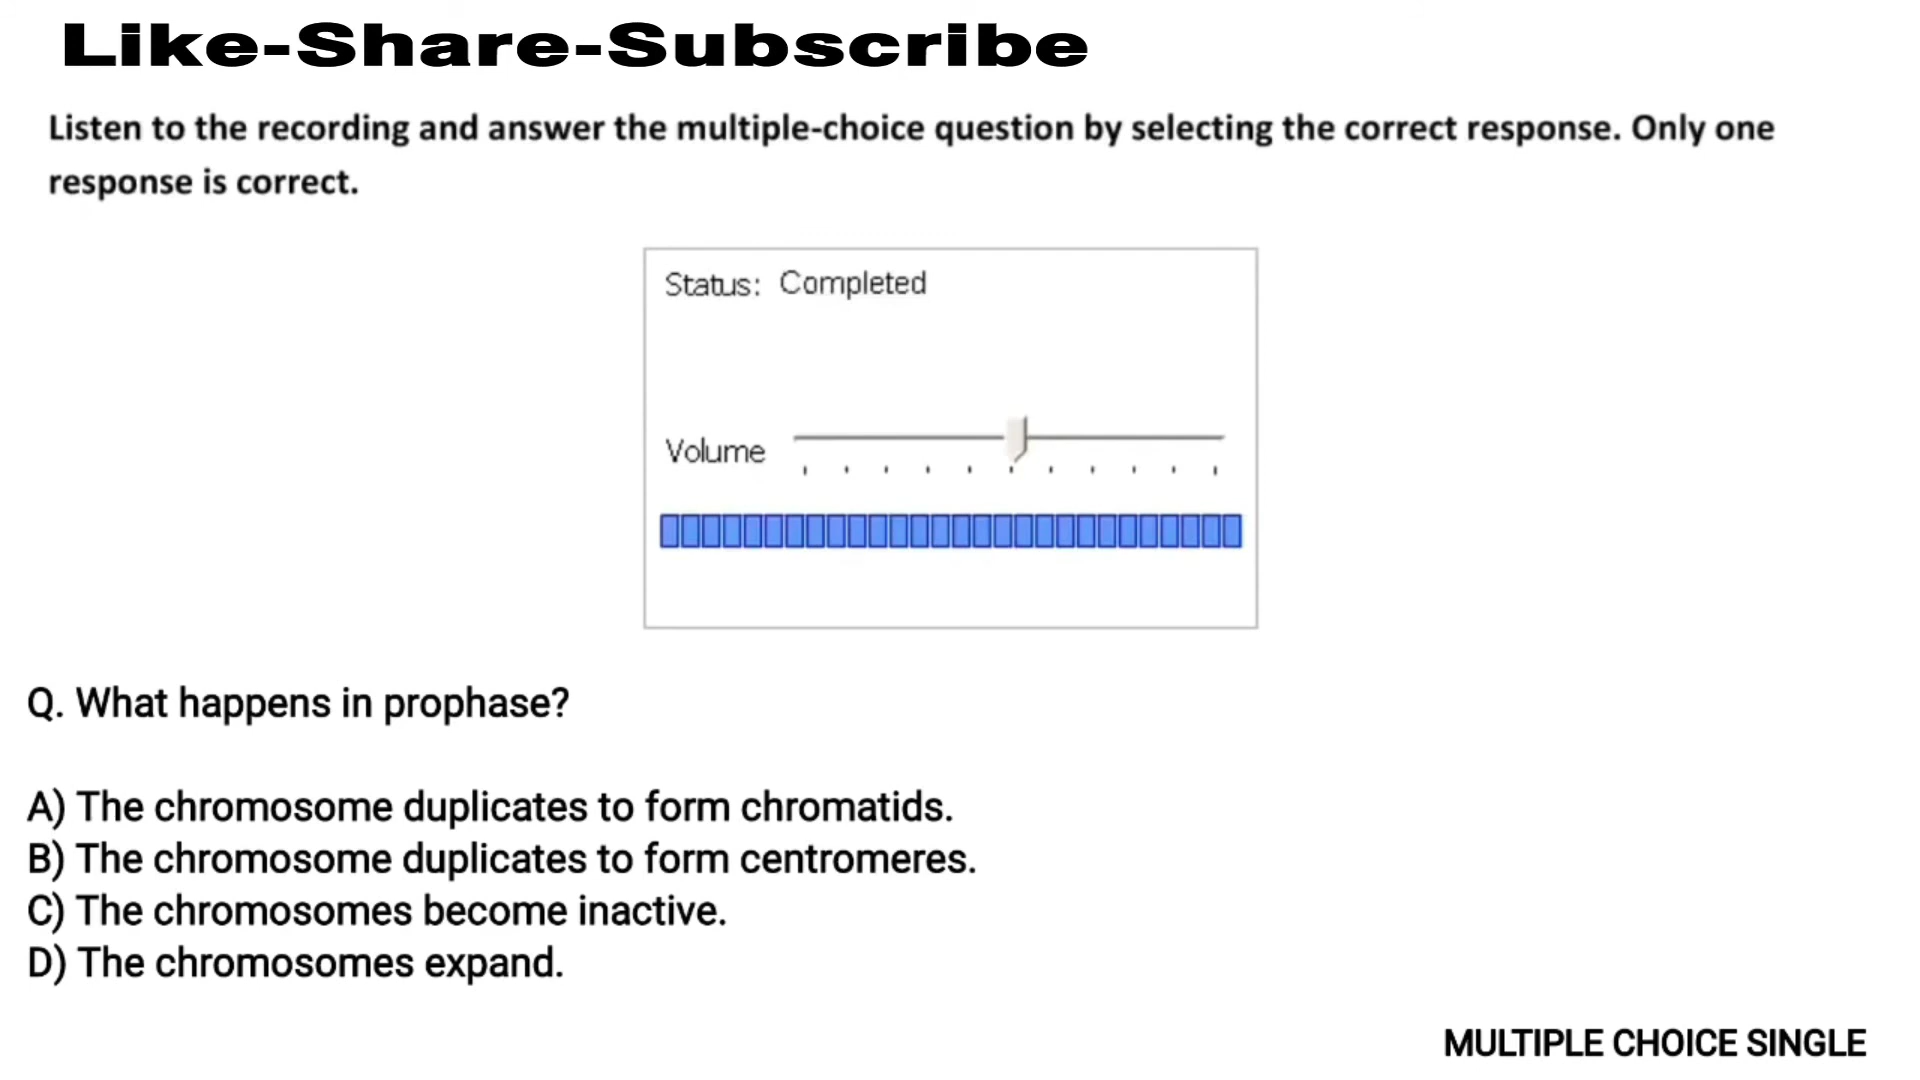 Like-Share-Subscribe
Listen to the recording and answer the multiple-choice question by selecting the correct response. Only one
response is correct.
Status: Completed
Volume
Q. What happens in prophase?
A) The chromosome duplicates to form chromatids.
B) The chromosome duplicates to form centromeres.
C) The chromosomes become inactive.
D) The chromosomes expand.
MULTIPLE CHOICE SINGLE